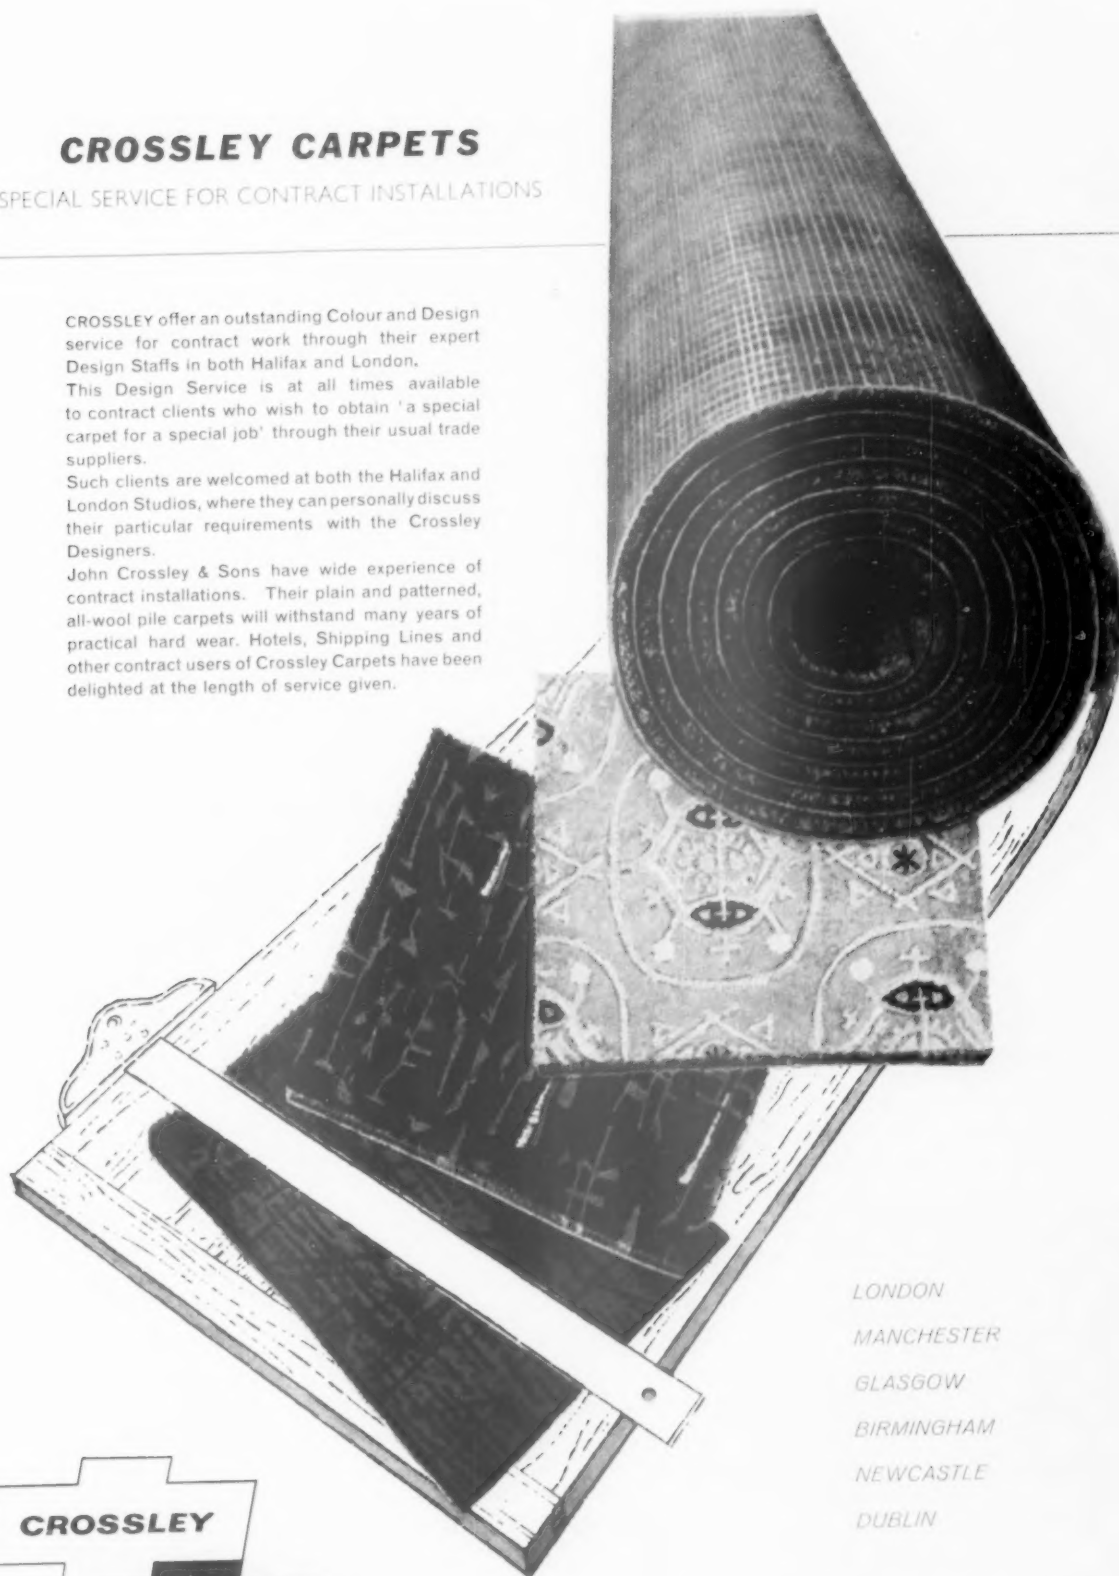 CROSSLEY CARPETS
SPECIAL SERVICE FOR CONTRACT INSTALLATIONS
CROSSLEY offer an outstanding Colour and Design
service for contract work through their expert
Design Staffs in both Halifax and London.
This Design Service is at all times available
to contract clients who wish to obtain 'a special
carpet for a special job' through their usual trade
suppliers.
Such clients are welcomed at both the Halifax and
London Studios, where they can personally discuss
their particular requirements with the Crossley
Designers.
John Crossley & Sons have wide experience of
contract installations. Their plain and patterned,
all-wool pile carpets will withstand many years of
practical hard wear. Hotels, Shipping Lines and
other contract users of Crossley Carpets have been
delighted at the length of service given.
LONDON
MANCHESTER
GLASGOW
BIRMINGHAM
NEWCASTLE
DUBLIN
CROSSLEY